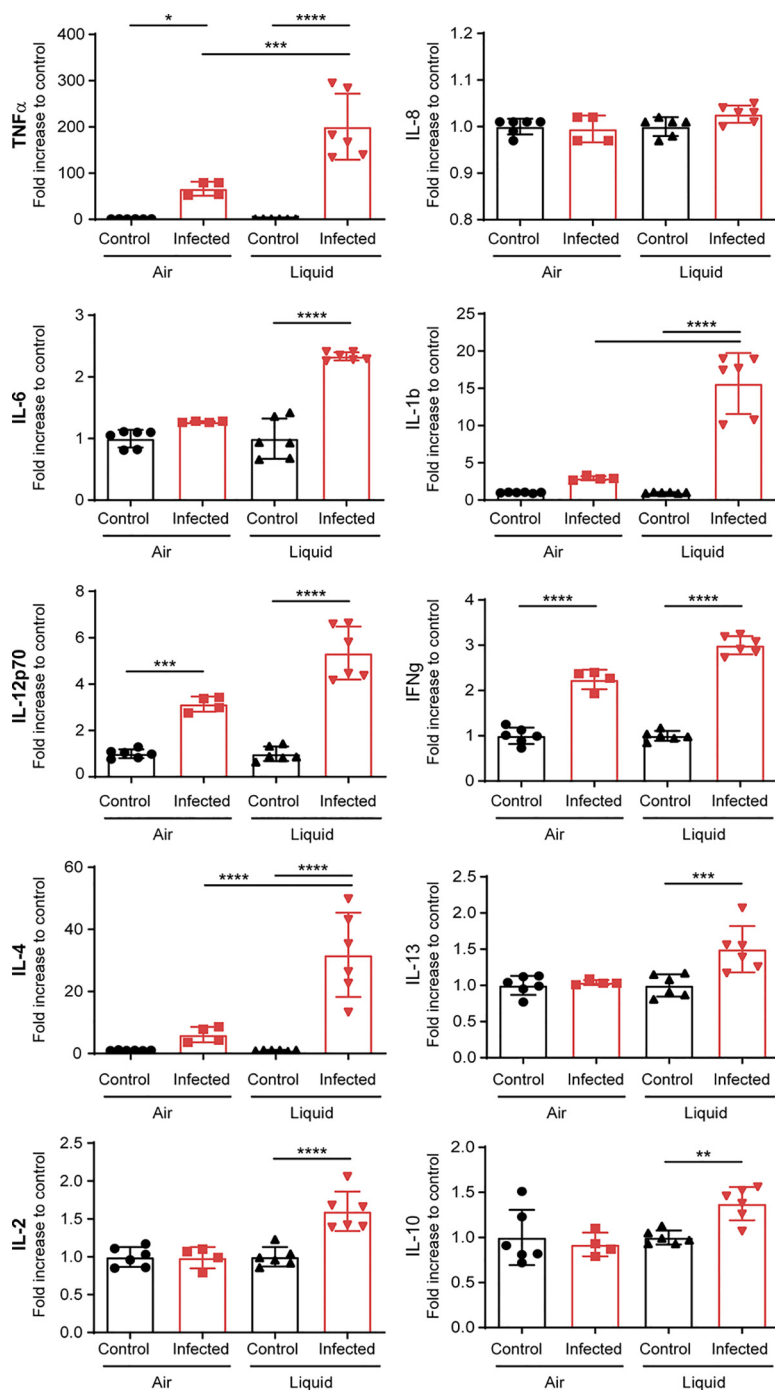 TNFα
Fold increase to control
400
300
200
100
0
*
****
***
Control Infected Control Infected
Air Liquid
IL-8
Fold increase to control
1.2
1.1
1.0
0.9
0.8
Control Infected Control Infected
Air Liquid
IL-6
Fold increase to control
3
2
1
0
****
Control Infected Control Infected
Air Liquid
IL-1b
Fold increase to control
25
20
15
10
5
0
****
Control Infected Control Infected
Air Liquid
IL-12p70
Fold increase to control
8
6
4
2
0
***
****
Control Infected Control Infected
Air Liquid
IFNg
Fold increase to control
4
3
2
1
0
****
****
Control Infected Control Infected
Air Liquid
IL-4
Fold increase to control
60
40
20
0
****
****
Control Infected Control Infected
Air Liquid
IL-13
Fold increase to control
2.5
2.0
1.5
1.0
0.5
0.0
***
Control Infected Control Infected
Air Liquid
IL-2
Fold increase to control
2.5
2.0
1.5
1.0
0.5
0.0
****
Control Infected Control Infected
Air Liquid
IL-10
Fold increase to control
2.0
1.5
1.0
0.5
0.0
**
Control Infected Control Infected
Air Liquid